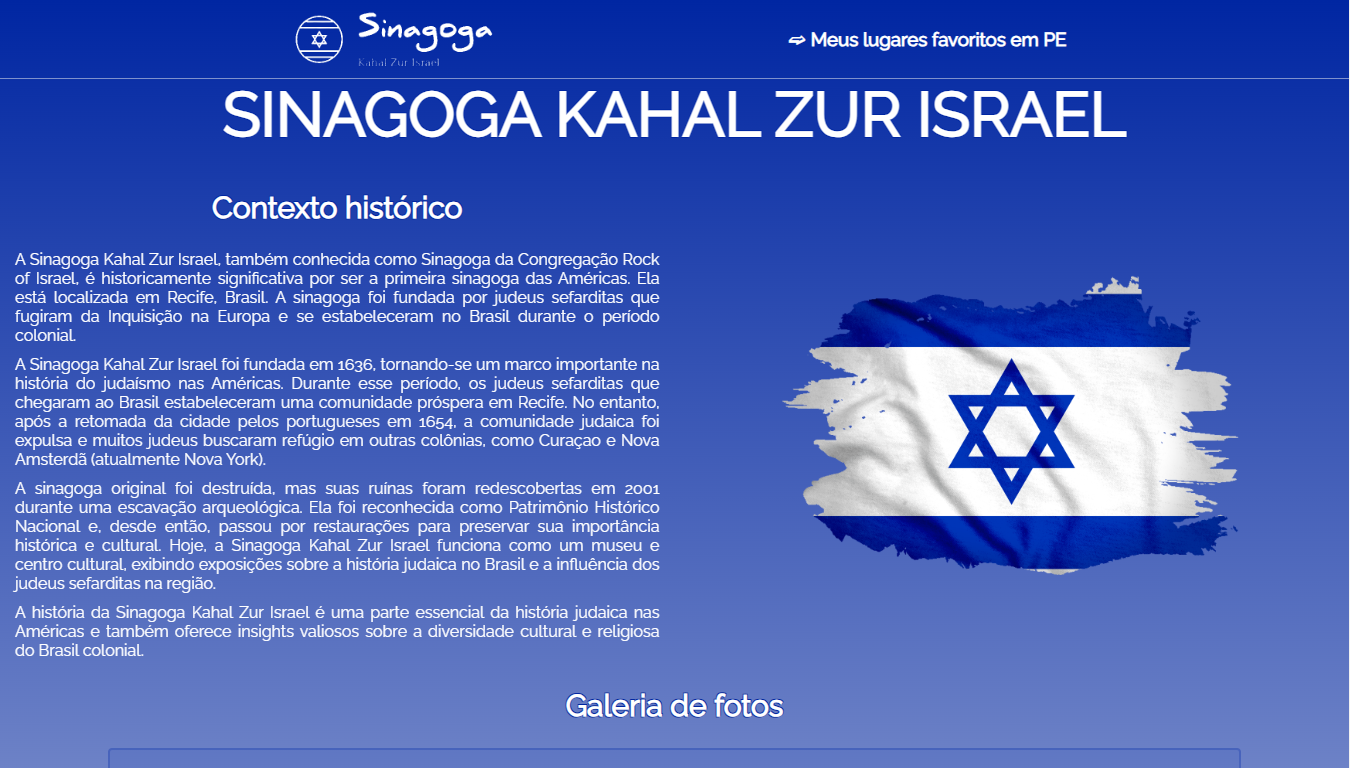 Sinagoga
Kahal Zur Israel
➯ Meus lugares favoritos em PE
SINAGOGA KAHAL ZUR ISRAEL
Contexto histórico
A Sinagoga Kahal Zur Israel, também conhecida como Sinagoga da Congregação Rock
of Israel, é historicamente significativa por ser a primeira sinagoga das Américas. Ela
está localizada em Recife, Brasil. A sinagoga foi fundada por judeus sefarditas que
fugiram da Inquisição na Europa e se estabeleceram no Brasil durante o período
colonial.
A Sinagoga Kahal Zur Israel foi fundada em 1636, tornando-se um marco importante na
história do judaísmo nas Américas. Durante esse período, os judeus sefarditas que
chegaram ao Brasil estabeleceram uma comunidade próspera em Recife. No entanto,
após a retomada da cidade pelos portugueses em 1654, a comunidade judaica foi
expulsa e muitos judeus buscaram refúgio em outras colônias, como Curaçao e Nova
Amsterdã (atualmente Nova York).
A sinagoga original foi destruída, mas suas ruínas foram redescobertas em 2001
durante uma escavação arqueológica. Ela foi reconhecida como Patrimônio Histórico
Nacional e, desde então, passou por restaurações para preservar sua importância
histórica e cultural. Hoje, a Sinagoga Kahal Zur Israel funciona como um museu e
centro cultural, exibindo exposições sobre a história judaica no Brasil e a influência dos
judeus sefarditas na região.
A história da Sinagoga Kahal Zur Israel é uma parte essencial da história judaica nas
Américas e também oferece insights valiosos sobre a diversidade cultural e religiosa
do Brasil colonial.
Galeria de fotos